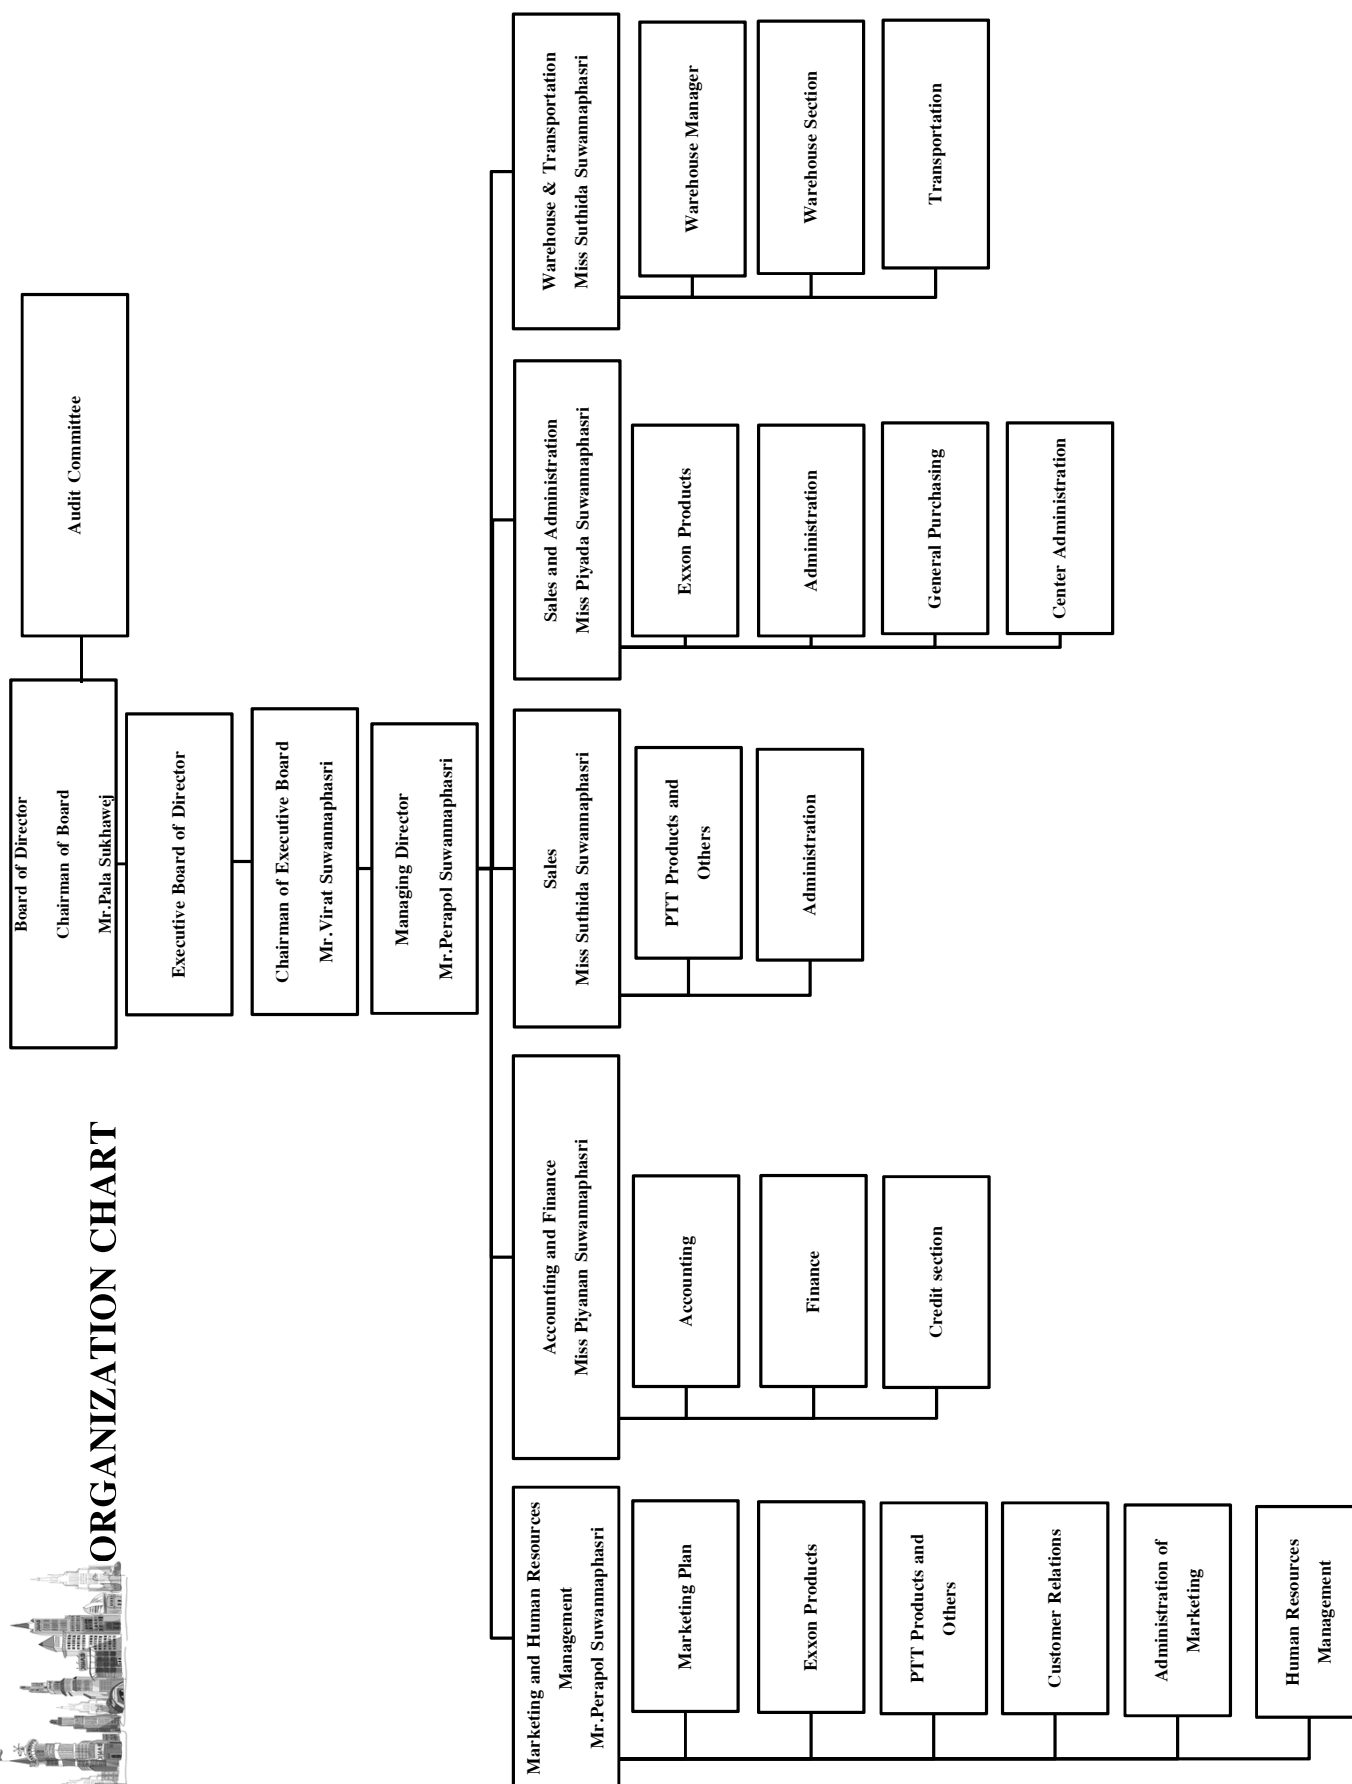 ORGANIZATION CHART
Board of Director
Chairman of Board
Mr.Pala Sukhawej
Audit Committee
Executive Board of Director
Chairman of Executive Board
Mr.Virat Suwannaphasri
Managing Director
Mr.Perapol Suwannaphasri
Marketing and Human Resources
Management
Mr.Perapol Suwannaphasri
Marketing Plan
Exxon Products
PTT Products and
Others
Customer Relations
Administration of
Marketing
Human Resources
Management
Accounting and Finance
Miss Piyanan Suwannaphasri
Accounting
Finance
Credit section
Sales
Miss Suthida Suwannaphasri
PTT Products and
Others
Administration
Sales and Administration
Miss Piyada Suwannaphasri
Exxon Products
Administration
General Purchasing
Center Administration
Warehouse & Transportation
Miss Suthida Suwannaphasri
Warehouse Manager
Warehouse Section
Transportation